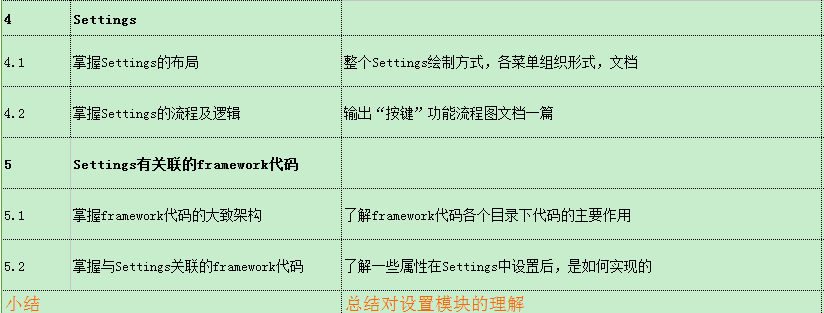 4 Settings
4.1 掌握Settings的布局 整个Settings绘制方式，各菜单组织形式，文档
4.2 掌握Settings的流程及逻辑 输出“按键”功能流程图文档一篇
5 Settings有关联的framework代码
5.1 掌握framework代码的大致架构 了解framework代码各个目录下代码的主要作用
5.2 掌握与Settings关联的framework代码 了解一些属性在Settings中设置后，是如何实现的
小结 总结对设置模块的理解